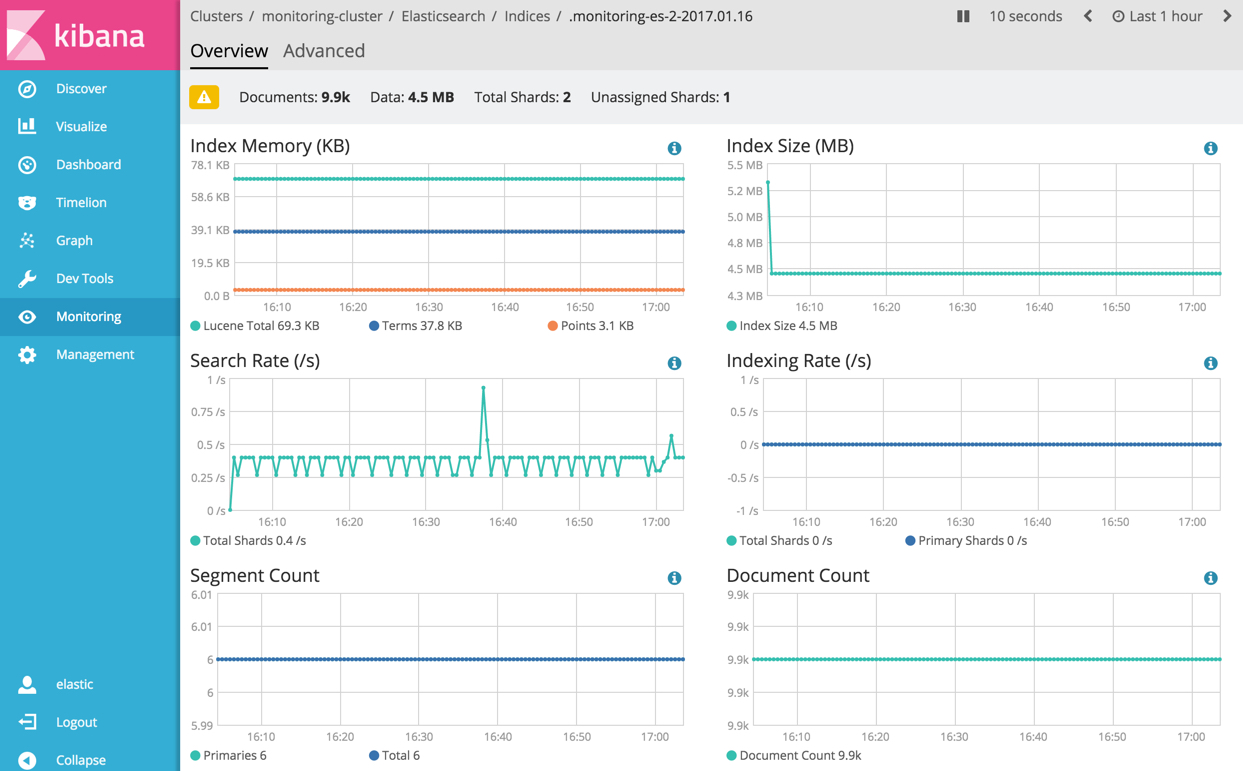 kibana
Clusters / monitoring-cluster / Elasticsearch / Indices / .monitoring-es-2-2017.01.16
10 seconds
Last 1 hour
Overview
Advanced
Discover
Visualize
Dashboard
Timelion
Graph
Dev Tools
Monitoring
Management
elastic
Logout
Collapse
Documents: 9.9k
Data: 4.5 MB
Total Shards: 2
Unassigned Shards: 1
Index Memory (KB)
78.1 KB
58.6 KB
39.1 KB
19.5 KB
0.0 B
16:10 16:20 16:30 16:40 16:50 17:00
Lucene Total 69.3 KB
Terms 37.8 KB
Points 3.1 KB
Index Size (MB)
5.5 MB
5.2 MB
5.0 MB
4.8 MB
4.5 MB
4.3 MB
16:10 16:20 16:30 16:40 16:50 17:00
Index Size 4.5 MB
Search Rate (/s)
1 /s
0.75 /s
0.5 /s
0.25 /s
0 /s
16:10 16:20 16:30 16:40 16:50 17:00
Total Shards 0.4 /s
Indexing Rate (/s)
1 /s
0.5 /s
0 /s
-0.5 /s
-1 /s
16:10 16:20 16:30 16:40 16:50 17:00
Total Shards 0 /s
Primary Shards 0 /s
Segment Count
6.01
6.01
6
6
5.99
16:10 16:20 16:30 16:40 16:50 17:00
Primaries 6
Total 6
Document Count
9.9k
9.9k
9.9k
9.9k
9.9k
16:10 16:20 16:30 16:40 16:50 17:00
Document Count 9.9k